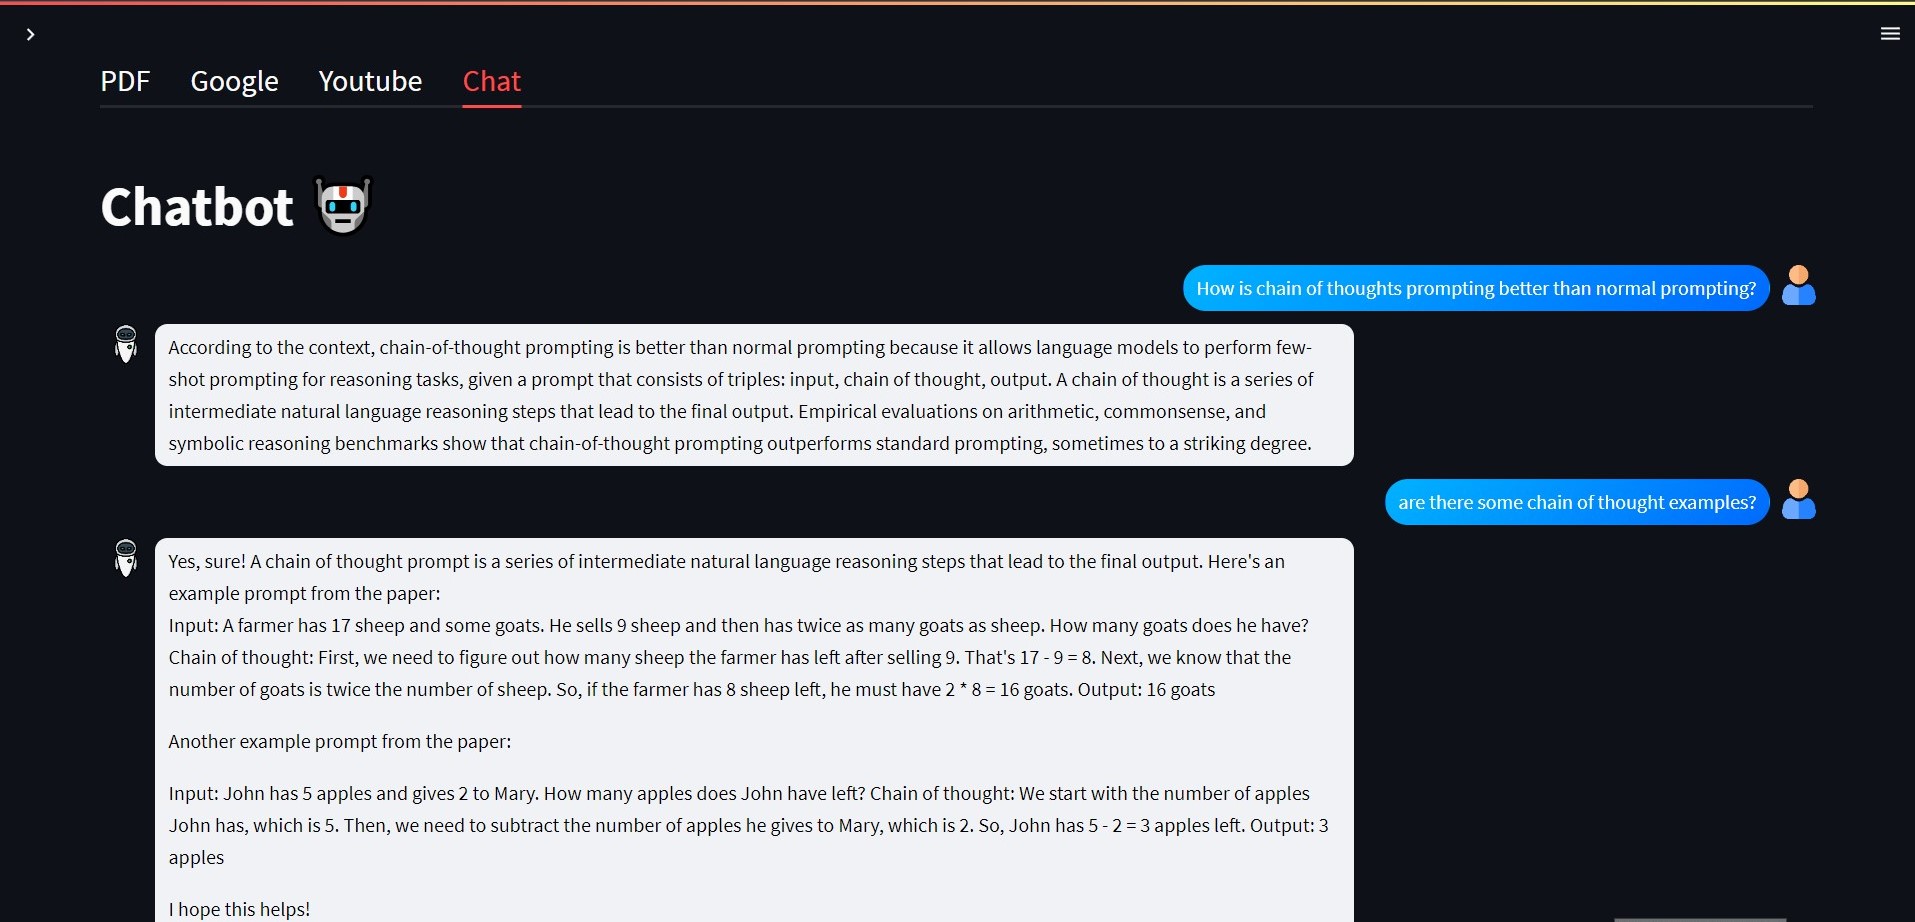 PDF Google Youtube Chat
Chatbot
How is chain of thoughts prompting better than normal prompting?
According to the context, chain-of-thought prompting is better than normal prompting because it allows language models to perform few-
shot prompting for reasoning tasks, given a prompt that consists of triples: input, chain of thought, output. A chain of thought is a series of
intermediate natural language reasoning steps that lead to the final output. Empirical evaluations on arithmetic, commonsense, and
symbolic reasoning benchmarks show that chain-of-thought prompting outperforms standard prompting, sometimes to a striking degree.
are there some chain of thought examples?
Yes, sure! A chain of thought prompt is a series of intermediate natural language reasoning steps that lead to the final output. Here's an
example prompt from the paper:
Input: A farmer has 17 sheep and some goats. He sells 9 sheep and then has twice as many goats as sheep. How many goats does he have?
Chain of thought: First, we need to figure out how many sheep the farmer has left after selling 9. That's 17 - 9 = 8. Next, we know that the
number of goats is twice the number of sheep. So, if the farmer has 8 sheep left, he must have 2 * 8 = 16 goats. Output: 16 goats
Another example prompt from the paper:
Input: John has 5 apples and gives 2 to Mary. How many apples does John have left? Chain of thought: We start with the number of apples
John has, which is 5. Then, we need to subtract the number of apples he gives to Mary, which is 2. So, John has 5 - 2 = 3 apples left. Output: 3
apples
I hope this helps!